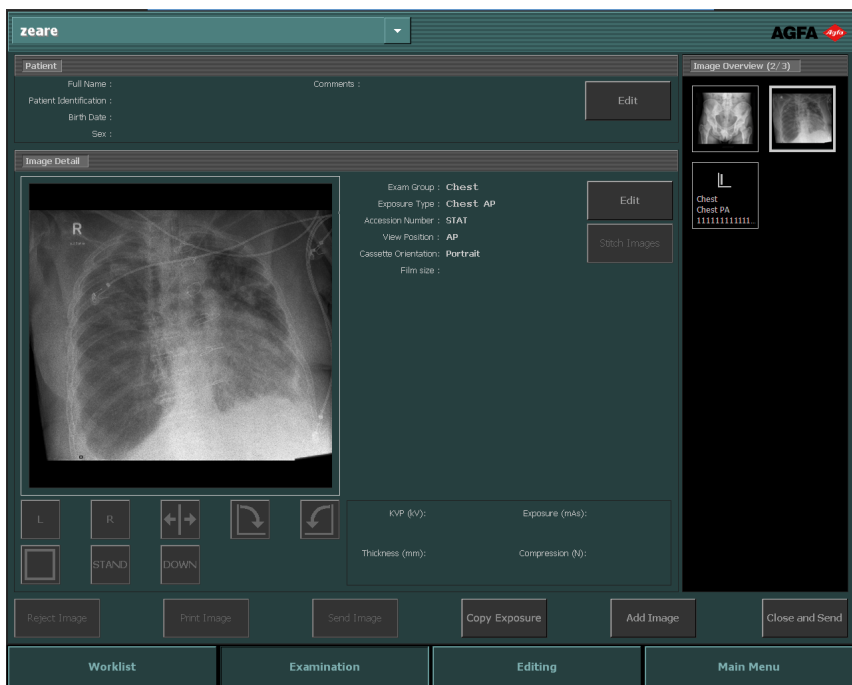 zeare
AGFA Agfa
Patient
Full Name :
Patient Identification :
Birth Date :
Sex :
Comments :
Edit
Image Overview (2/3)
Chest
Chest PA
111111111111...
Image Detail
R
Exam Group : Chest
Exposure Type : Chest AP
Accession Number : STAT
View Position : AP
Cassette Orientation: Portrait
Film size :
Edit
Stitch Images
L
R
STAND
DOWN
KVP (kV):
Exposure (mAs):
Thickness (mm):
Compression (N):
Reject Image
Print Image
Send Image
Copy Exposure
Add Image
Close and Send
Worklist
Examination
Editing
Main Menu